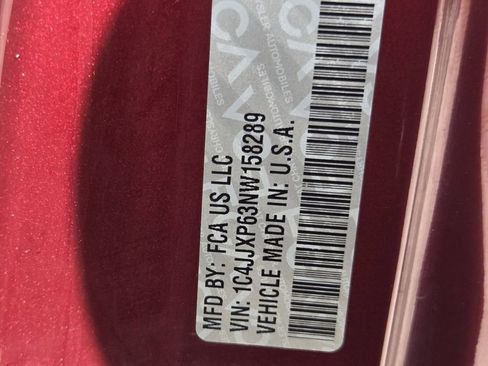 MFD BY: FCA US LLC
VIN: 1C4JJXP63NW158289
VEHICLE MADE IN: U.S.A.